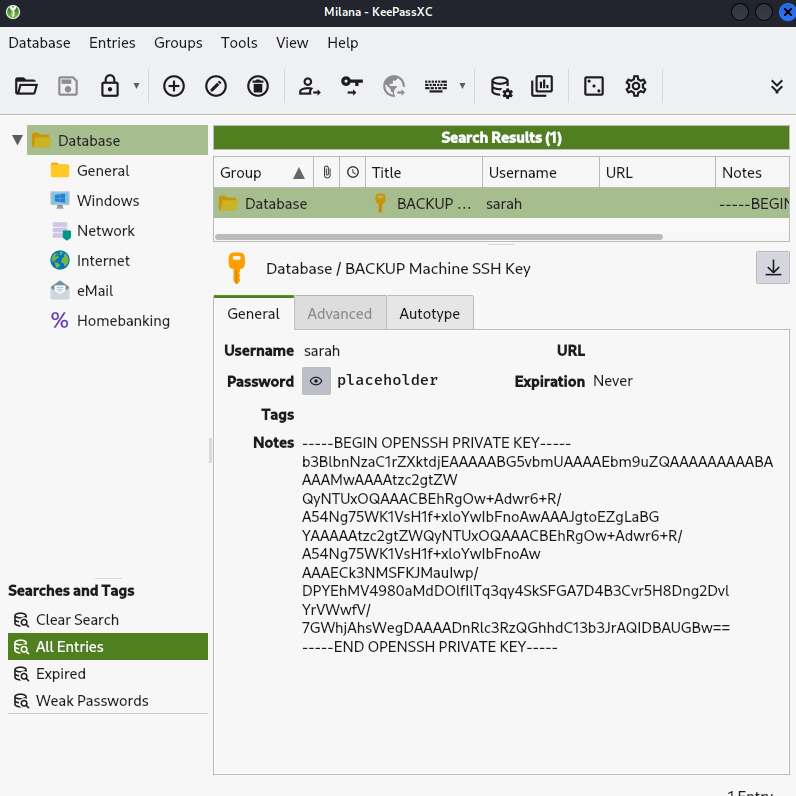 Milana - KeePassXC
Database Entries Groups Tools View Help
Database
General
Windows
Network
Internet
eMail
Homebanking
Searches and Tags
Clear Search
All Entries
Expired
Weak Passwords
Search Results (1)
Group Title Username URL Notes
Database BACKUP ... sarah -----BEGIN
Database / BACKUP Machine SSH Key
General Advanced Autotype
Username sarah URL
Password placeholder Expiration Never
Tags
Notes -----BEGIN OPENSSH PRIVATE KEY-----
b3BlbnNzaC1rZXktdjEAAAAABG5vbmUAAAAEbm9uZQAAAAAAAAABA
AAAMwAAAAtzc2gtZW
QyNTUxOQAAACBEhRgOw+Adwr6+R/
A54Ng75WK1VsH1f+xloYwIbFnoAwAAAJgtoEZgLaBG
YAAAAAtzc2gtZWQyNTUxOQAAACBEhRgOw+Adwr6+R/
A54Ng75WK1VsH1f+xloYwIbFnoAw
AAAECk3NMSFKJMauIwp/
DPYEhMV4980aMdDOlfIlTq3qy4SkSFGA7D4B3Cvr5H8Dng2Dvl
YrVWwfV/
7GWhjAhsWegDAAAADnRlc3RzQGhhdC13b3JrAQIDBAUGBw==
-----END OPENSSH PRIVATE KEY-----
1 Entry